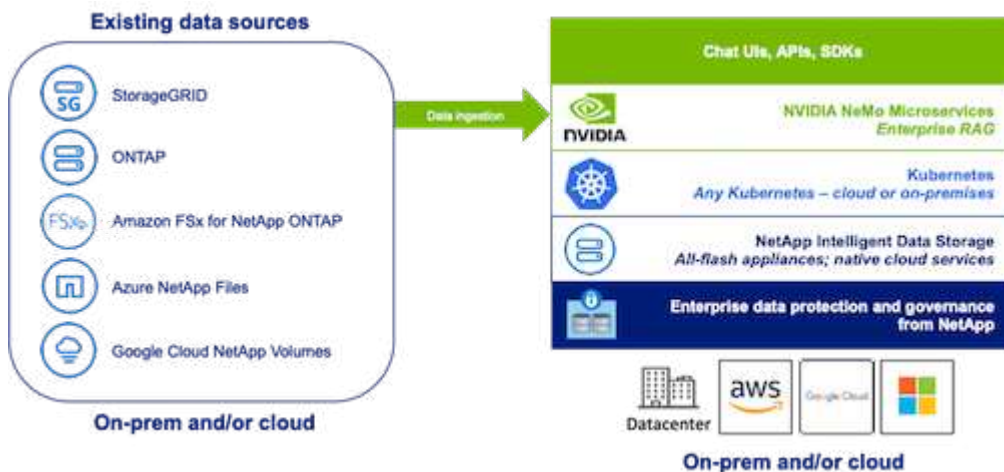 Existing data sources
SG
StorageGRID
ONTAP
FSx
Amazon FSx for NetApp ONTAP
Azure NetApp Files
Google Cloud NetApp Volumes
On-prem and/or cloud
Data ingestion
Chat UIs, APIs, SDKs
NVIDIA
NVIDIA NeMo Microservices
Enterprise RAG
Kubernetes
Any Kubernetes – cloud or on-premises
NetApp Intelligent Data Storage
All-flash appliances; native cloud services
Enterprise data protection and governance
from NetApp
Datacenter
aws
Google Cloud
On-prem and/or cloud